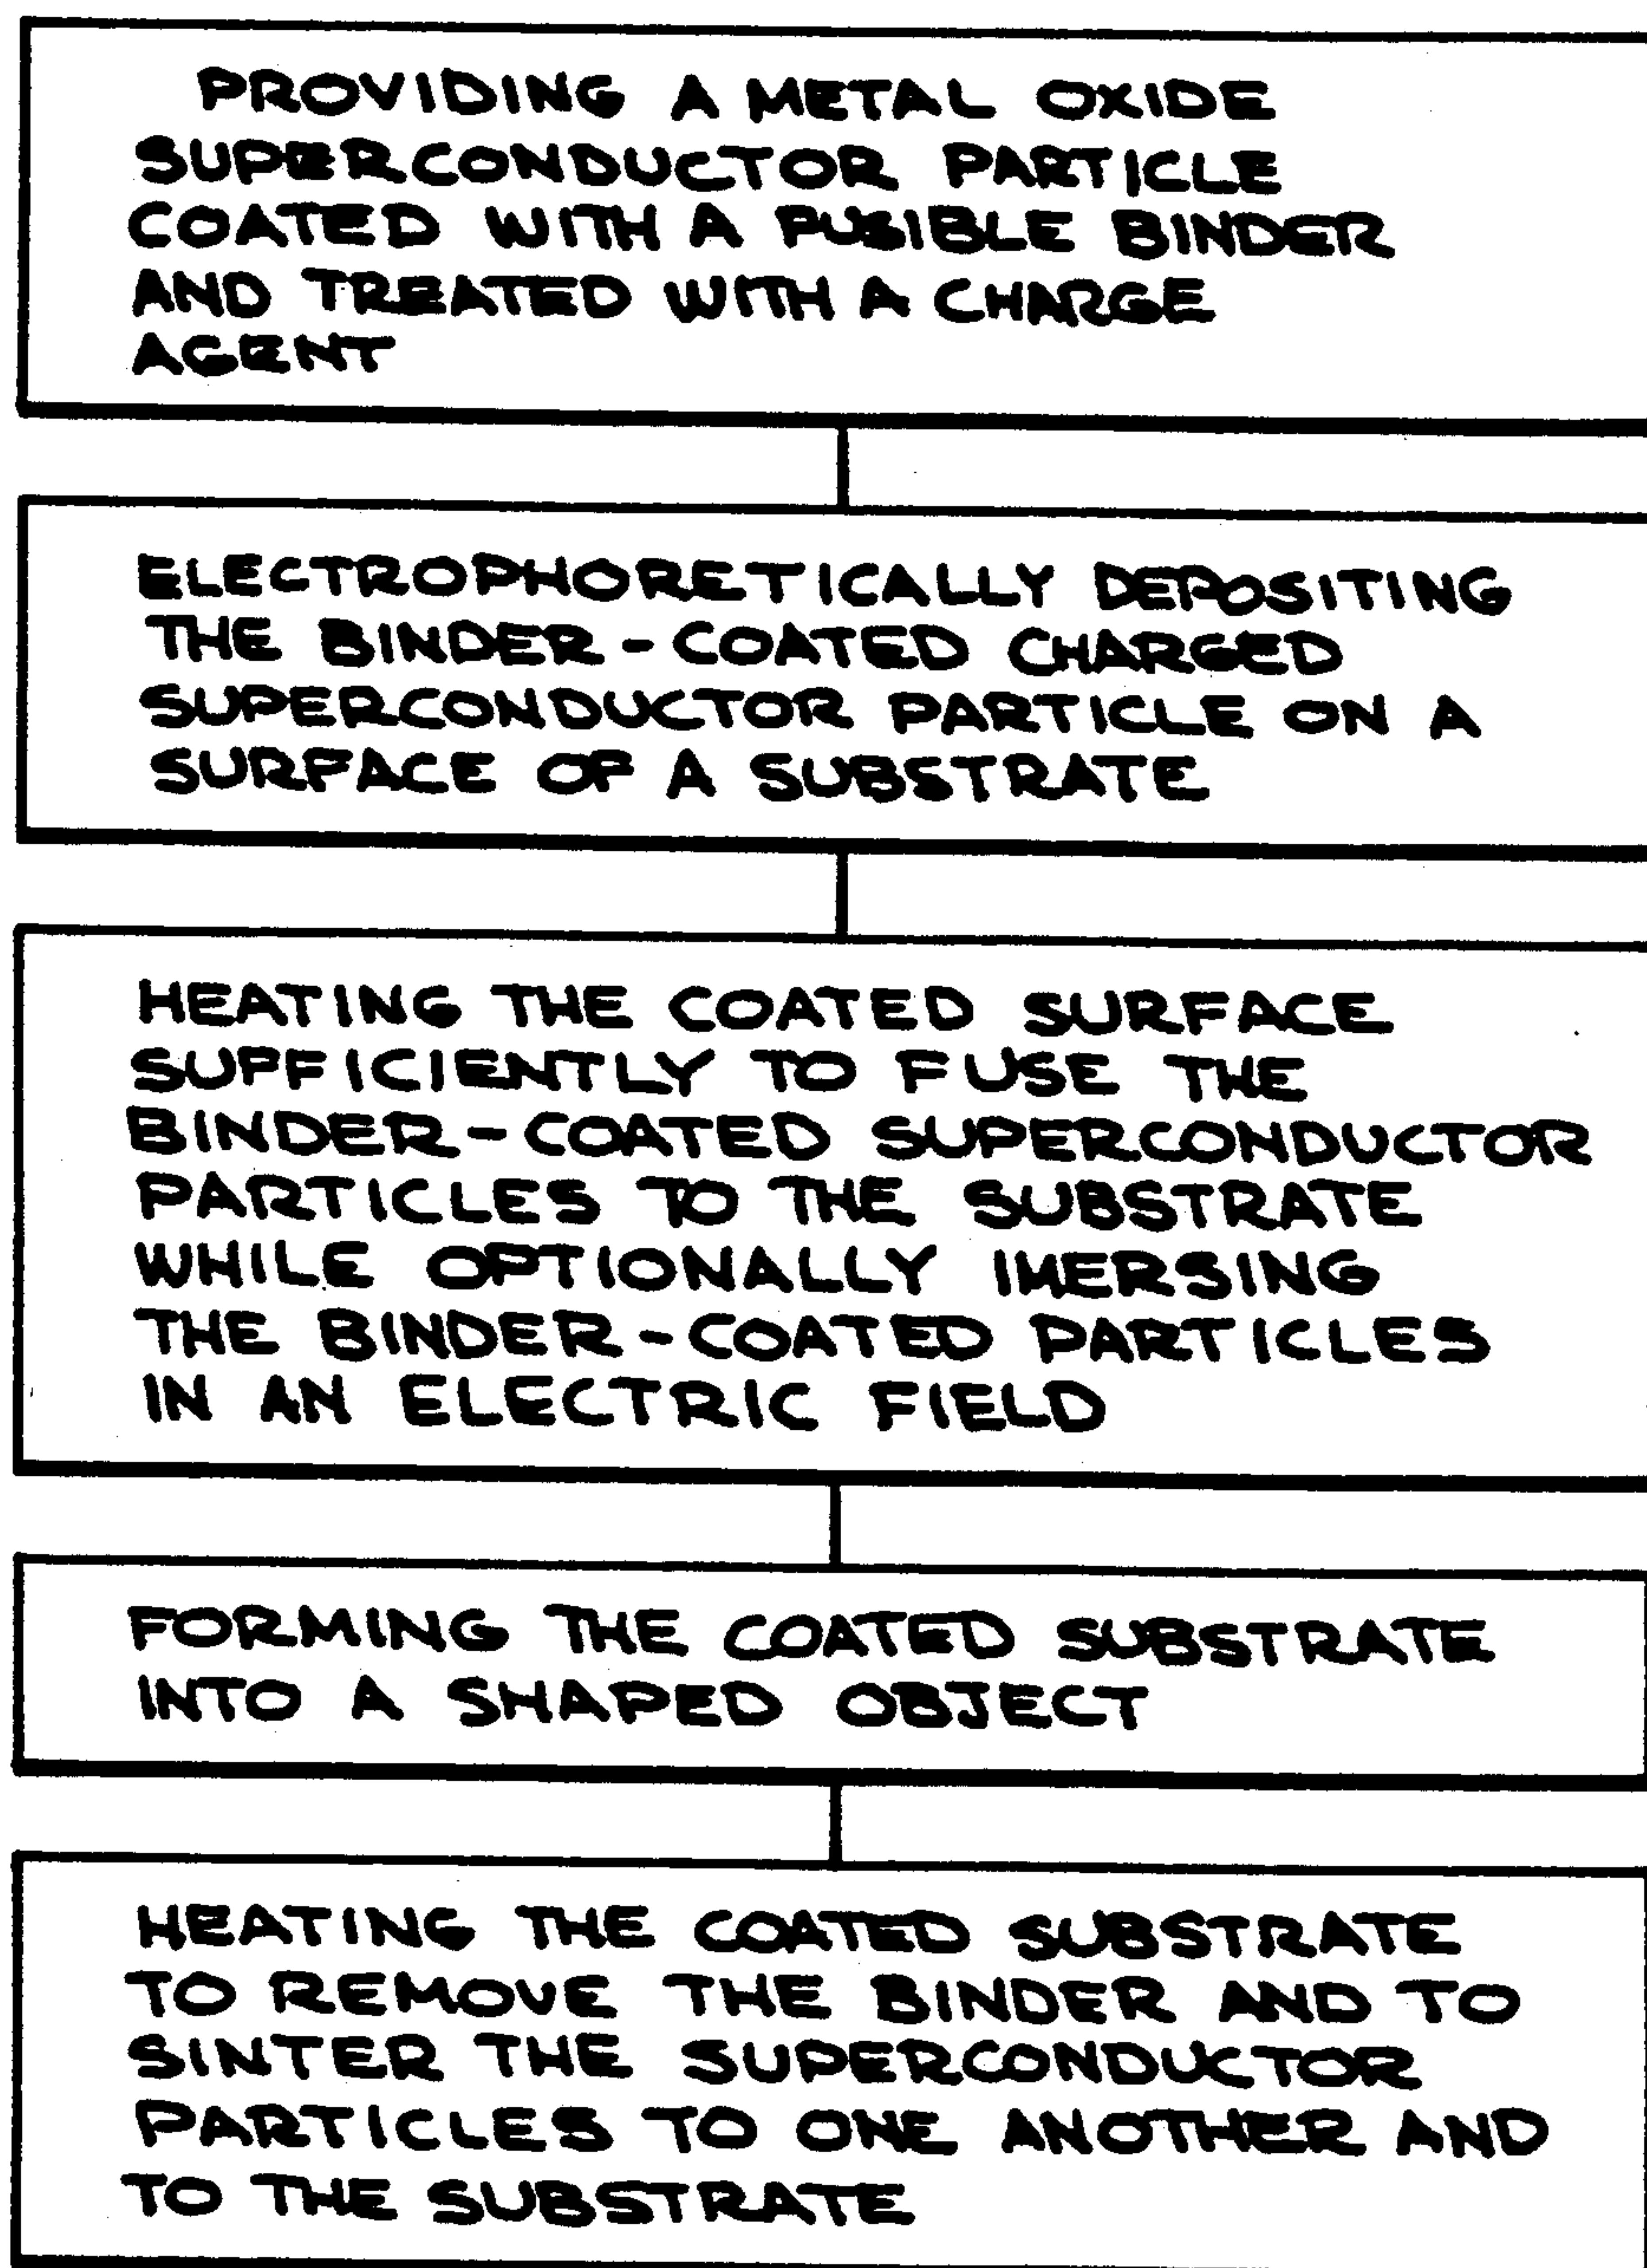 PROVIDING A METAL OXIDE
SUPERCONDUCTOR PARTICLE
COATED WITH A FUSIBLE BINDER
AND TREATED WITH A CHARGE
AGENT
ELECTROPHORETICALLY DEPOSITING
THE BINDER-COATED CHARGED
SUPERCONDUCTOR PARTICLE ON A
SURFACE OF A SUBSTRATE
HEATING THE COATED SURFACE
SUFFICIENTLY TO FUSE THE
BINDER-COATED SUPERCONDUCTOR
PARTICLES TO THE SUBSTRATE
WHILE OPTIONALLY IMERSING
THE BINDER-COATED PARTICLES
IN AN ELECTRIC FIELD
FORMING THE COATED SUBSTRATE
INTO A SHAPED OBJECT
HEATING THE COATED SUBSTRATE
TO REMOVE THE BINDER AND TO
SINTER THE SUPERCONDUCTOR
PARTICLES TO ONE ANOTHER AND
TO THE SUBSTRATE